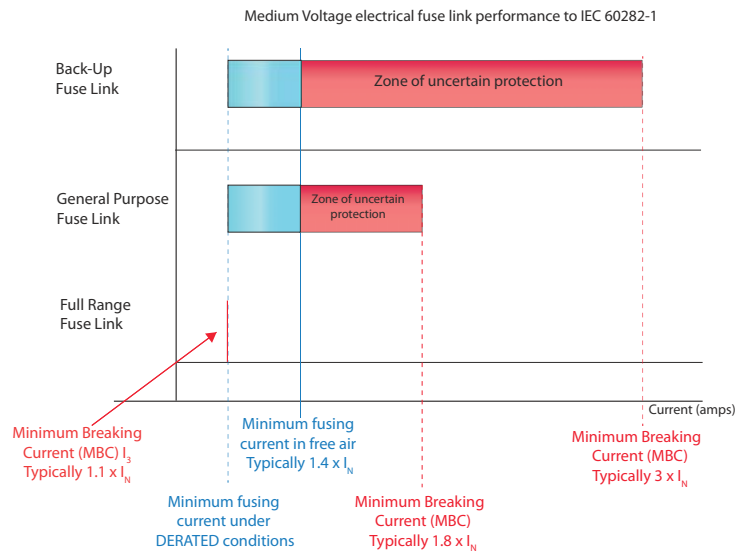 Medium Voltage electrical fuse link performance to IEC 60282-1
Back-Up
Fuse Link
Zone of uncertain protection
General Purpose
Fuse Link
Zone of uncertain
protection
Full Range
Fuse Link
Current (amps)
Minimum Breaking
Current (MBC) I₃
Typically 1.1 x Iₙ
Minimum fusing
current in free air
Typically 1.4 x Iₙ
Minimum Breaking
Current (MBC)
Typically 3 x Iₙ
Minimum fusing
current under
DERATED conditions
Minimum Breaking
Current (MBC)
Typically 1.8 x Iₙ